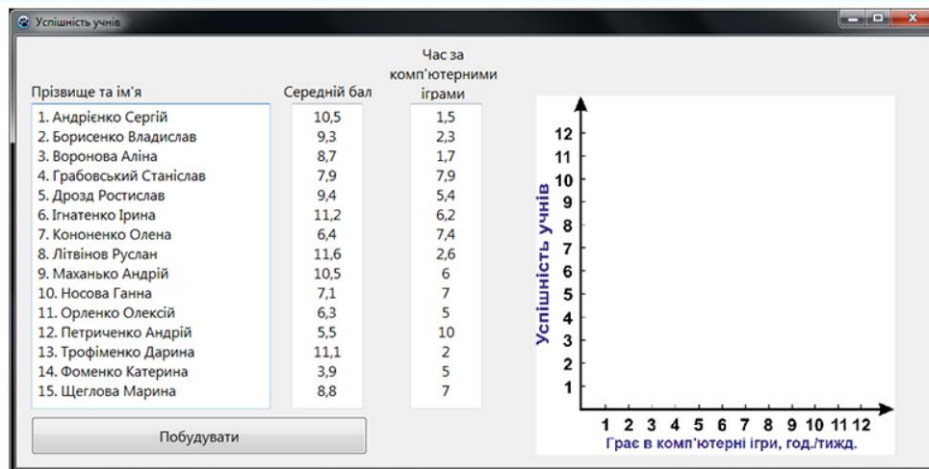 Успішність учнів
Час за
комп'ютерними
іграми
Прізвище та ім'я Середній бал
1. Андрієнко Сергій 10,5 1,5
2. Борисенко Владислав 9,3 2,3
3. Воронова Аліна 8,7 1,7
4. Грабовський Станіслав 7,9 7,9
5. Дрозд Ростислав 9,4 5,4
6. Ігнатенко Ірина 11,2 6,2
7. Кононенко Олена 6,4 7,4
8. Літвінов Руслан 11,6 2,6
9. Маханько Андрій 10,5 6
10. Носова Ганна 7,1 7
11. Орленко Олексій 6,3 5
12. Петриченко Андрій 5,5 10
13. Трофіменко Дарина 11,1 2
14. Фоменко Катерина 3,9 5
15. Щеглова Марина 8,8 7
Побудувати
Успішність учнів
12
11
10
9
8
7
6
5
4
3
2
1
1 2 3 4 5 6 7 8 9 10 11 12
Грає в комп'ютерні ігри, год./тижд.